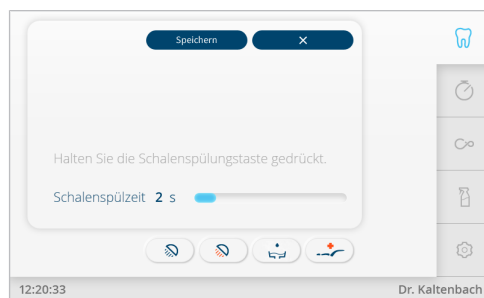 Speichern ×
Halten Sie die Schalenspülungstaste gedrückt.
Schalenspülzeit 2 s
12:20:33 Dr. Kaltenbach